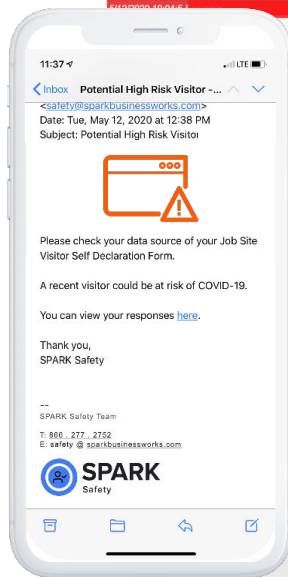 5/12/2020 10:04:5
11:37
LTE
Inbox Potential High Risk Visitor -...
<safety@sparkbusinessworks.com>
Date: Tue, May 12, 2020 at 12:38 PM
Subject: Potential High Risk Visitor
Please check your data source of your Job Site
Visitor Self Declaration Form.
A recent visitor could be at risk of COVID-19.
You can view your responses here.
Thank you,
SPARK Safety
--
SPARK Safety Team
T: 866 . 277 . 2752
E: safety @ sparkbusinessworks.com
SPARK
Safety